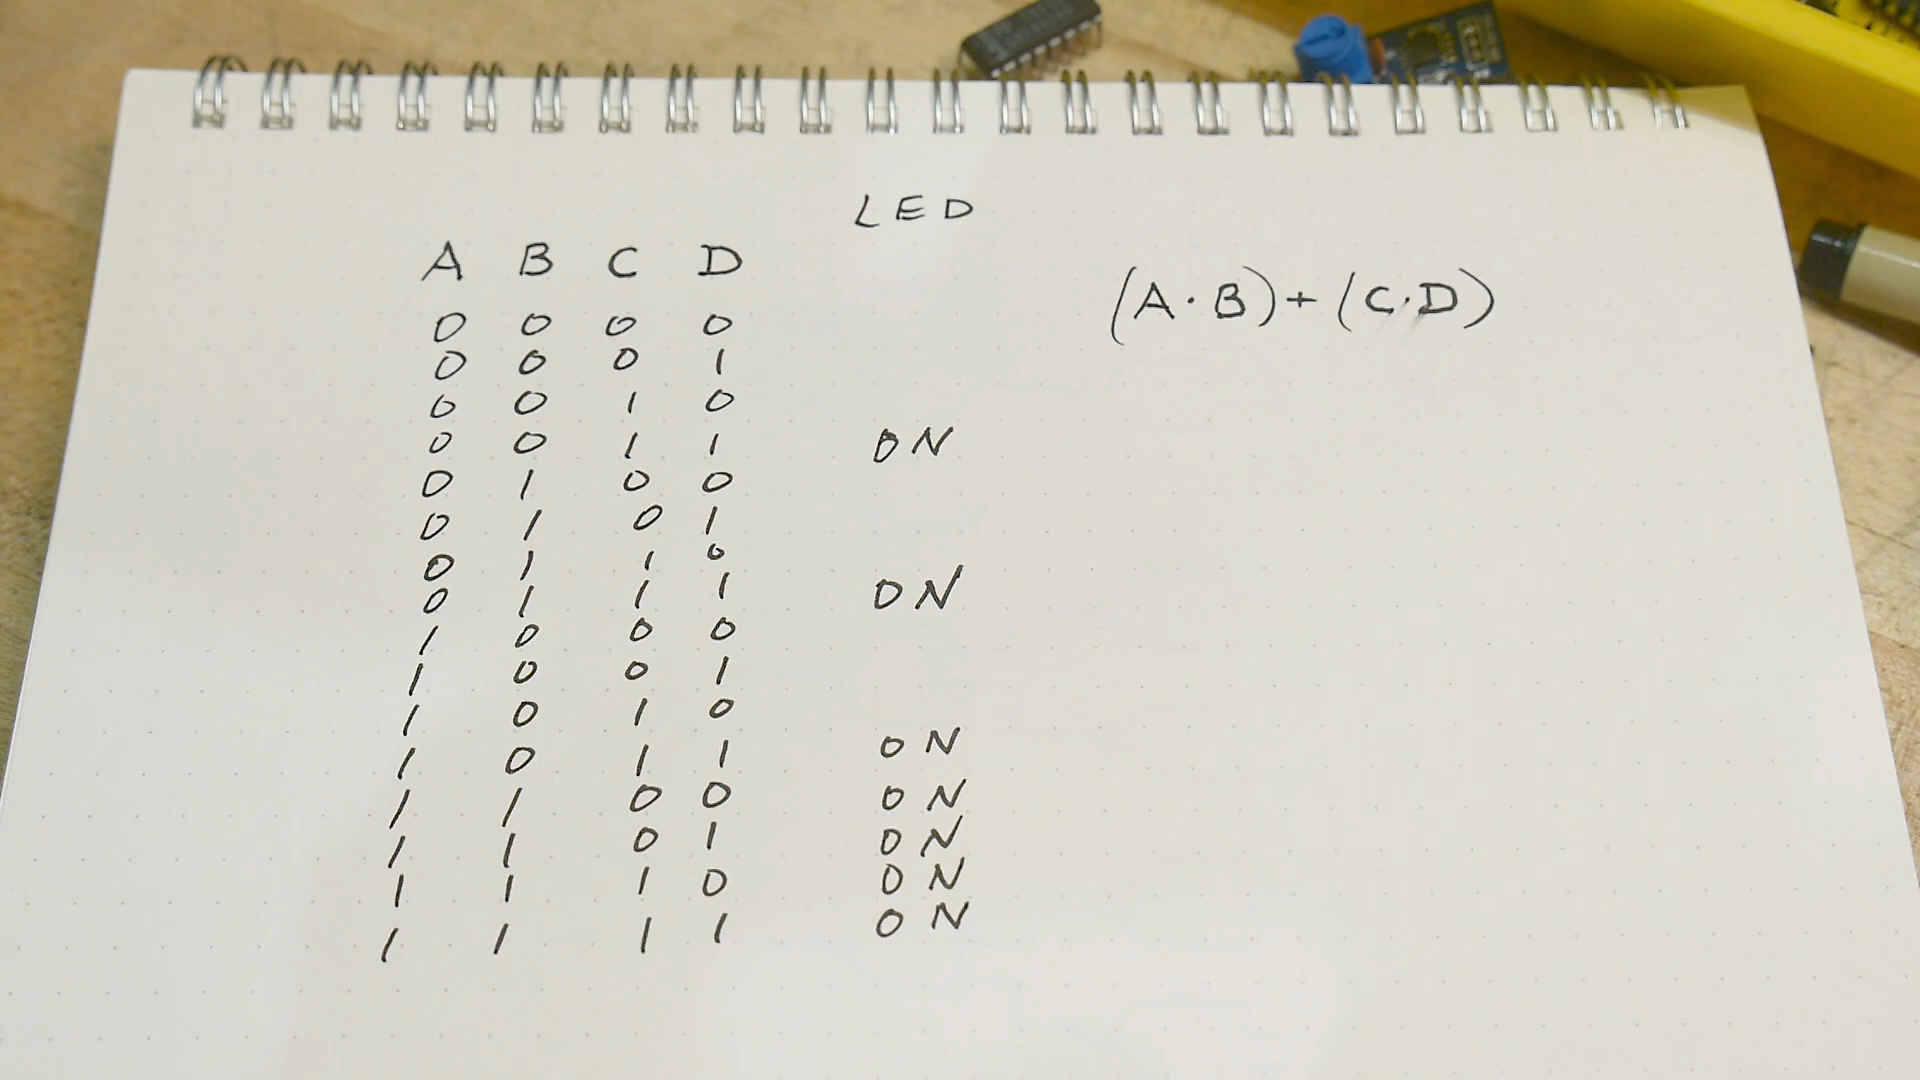 LED
A B C D
(A·B)+(C·D)
0 0 0 0
0 0 0 1
0 0 1 0
0 0 1 1 ON
0 1 0 0
0 1 0 1
0 1 1 0
0 1 1 1 ON
1 0 0 0
1 0 0 1
1 0 1 0
1 0 1 1 ON
1 1 0 0 ON
1 1 0 1 ON
1 1 1 0 ON
1 1 1 1 ON